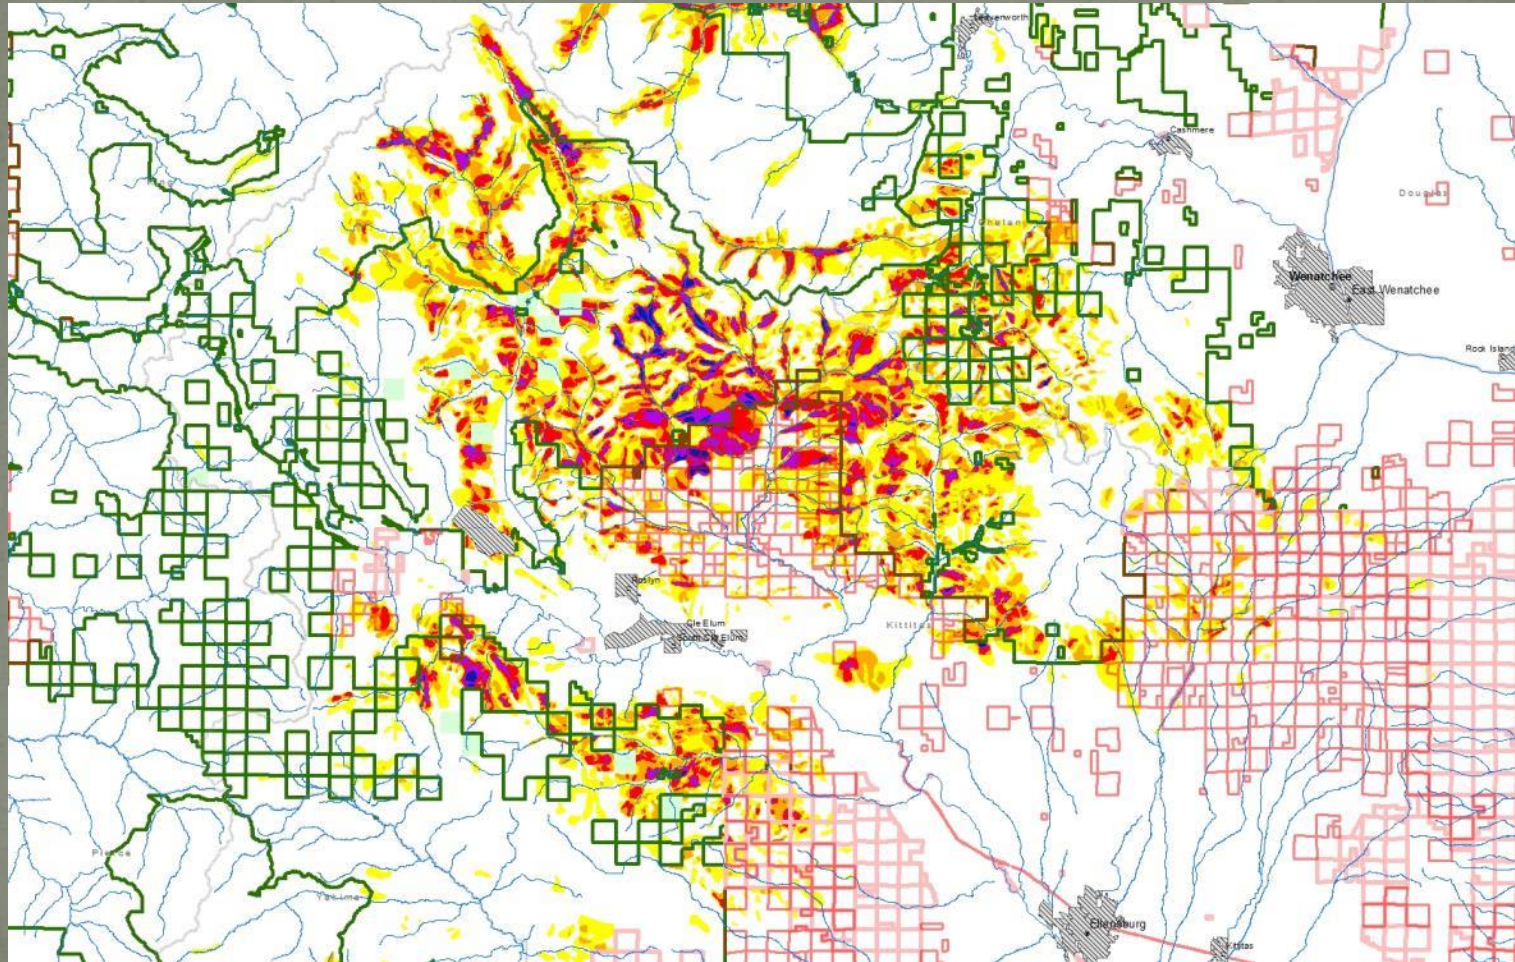 Leavenworth
Cashmere
King
Douglas
Chelan
Wenatchee
East Wenatchee
Rock Island
Roslyn
Cle Elum
South Cle Elum
Kittitas
Pierce
Yakima
Ellensburg
Kittitas